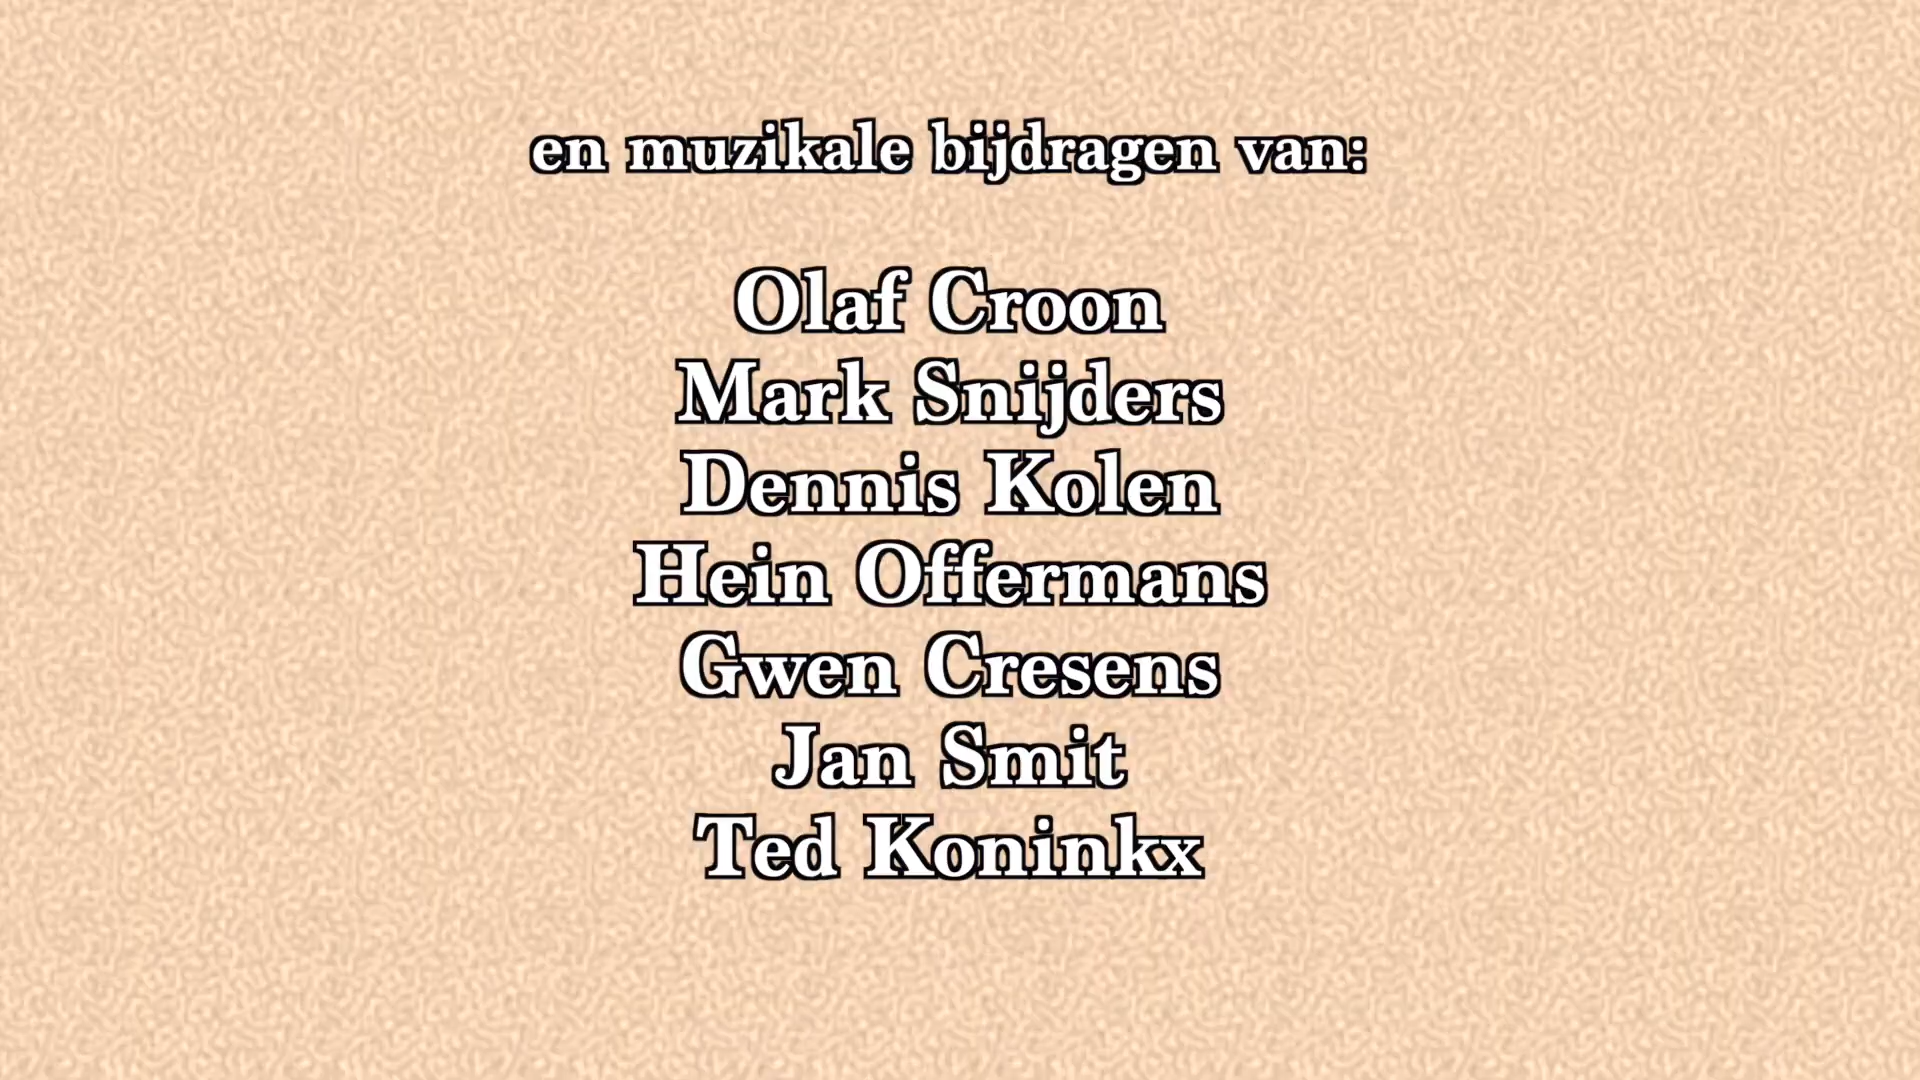 en muzikale bijdragen van:
Olaf Croon
Mark Snijders
Dennis Kolen
Hein Offermans
Gwen Cresens
Jan Smit
Ted Koninkx